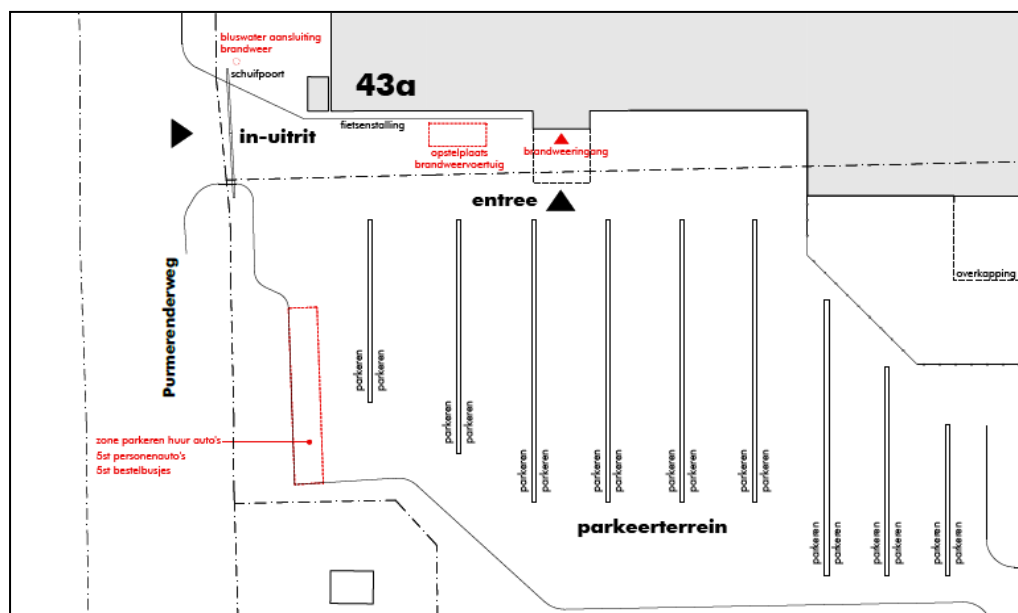 bluswater aansluiting
brandweer
schuifpoort
43a
in-uitrit
fietsenstalling
opstelplaats
brandweervoertuig
brandweeringang
entree
overkapping
Purmerenderweg
parkeren
parkeren
parkeren
parkeren
parkeren
parkeren
parkeren
parkeren
parkeren
parkeren
parkeren
parkeren
zone parkeren huur auto's
5st personenauto's
5st bestelbusjes
parkeerterrein
parkeren
parkeren
parkeren
parkeren
parkeren
parkeren